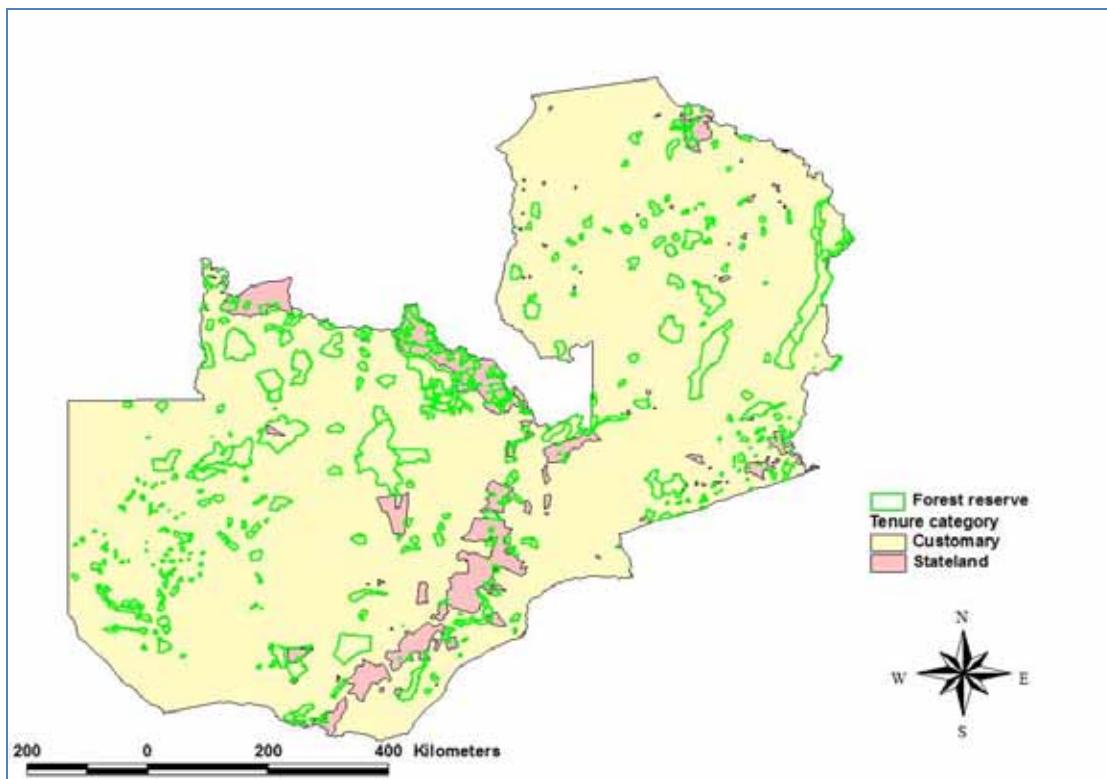 Forest reserve
Tenure category
Customary
Stateland
N
W E
S
200 0 200 400 Kilometers